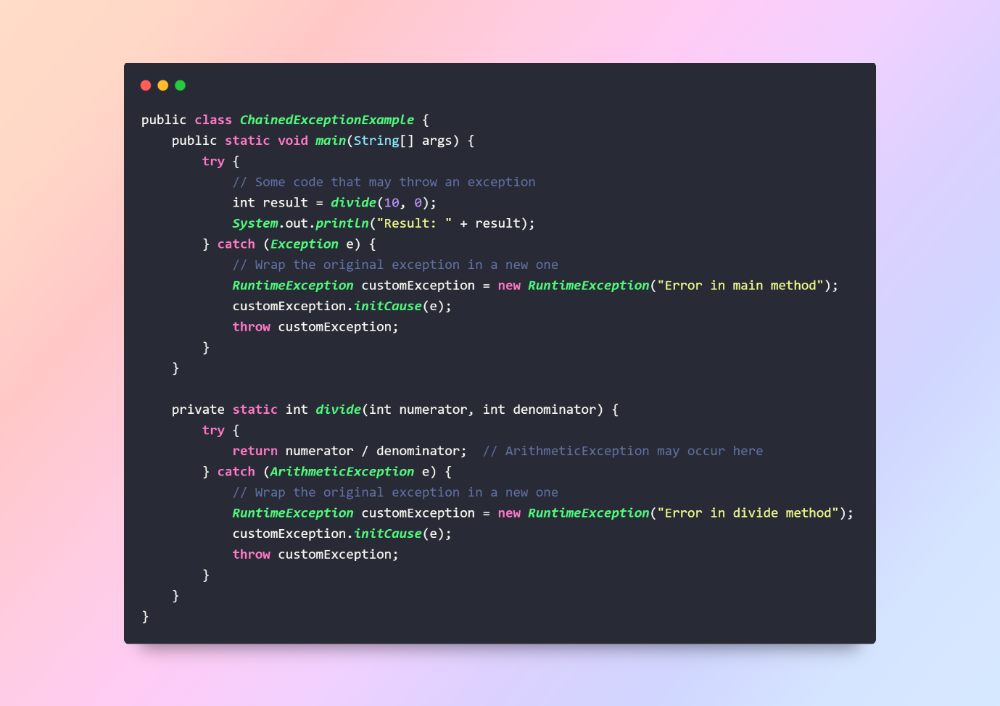 public class ChainedExceptionExample {
    public static void main(String[] args) {
        try {
            // Some code that may throw an exception
            int result = divide(10, 0);
            System.out.println("Result: " + result);
        } catch (Exception e) {
            // Wrap the original exception in a new one
            RuntimeException customException = new RuntimeException("Error in main method");
            customException.initCause(e);
            throw customException;
        }
    }

    private static int divide(int numerator, int denominator) {
        try {
            return numerator / denominator;  // ArithmeticException may occur here
        } catch (ArithmeticException e) {
            // Wrap the original exception in a new one
            RuntimeException customException = new RuntimeException("Error in divide method");
            customException.initCause(e);
            throw customException;
        }
    }
}